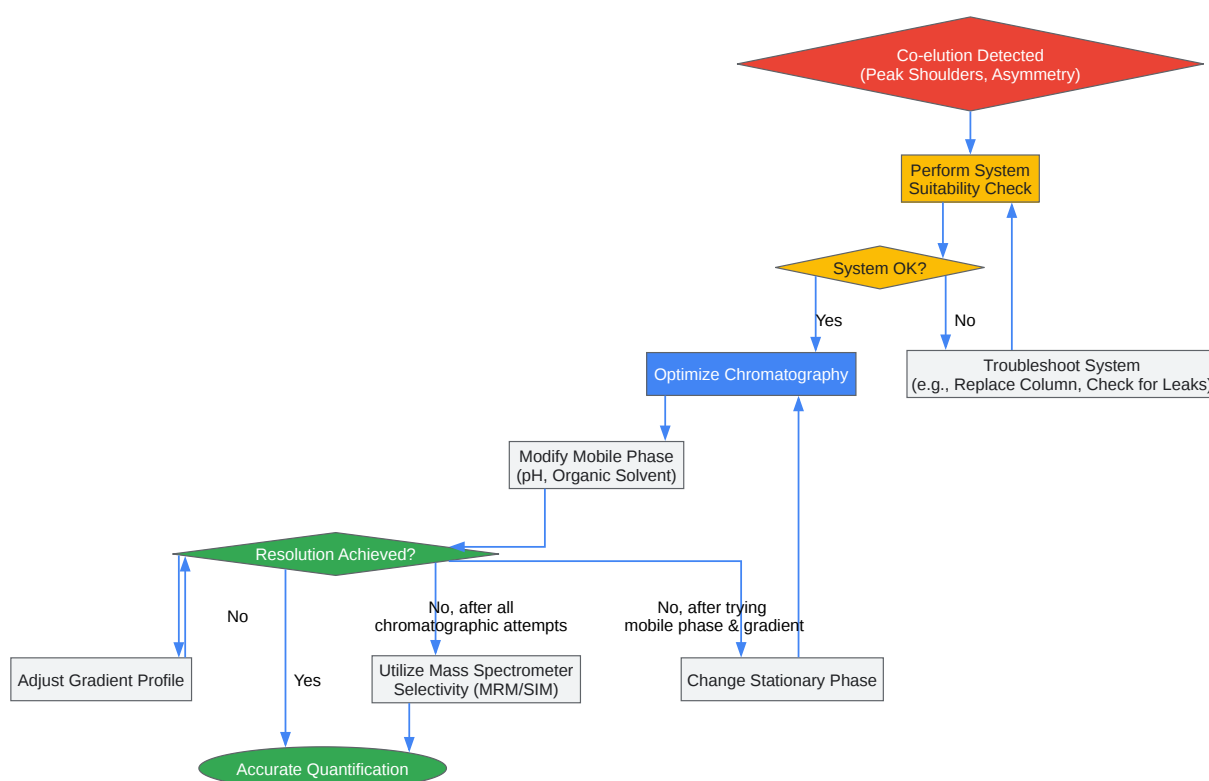 Co-elution Detected
(Peak Shoulders, Asymmetry)
Perform System
Suitability Check
System OK?
Yes
No
Optimize Chromatography
Troubleshoot System
(e.g., Replace Column, Check for Leaks)
Modify Mobile Phase
(pH, Organic Solvent)
Resolution Achieved?
No
No, after all
chromatographic attempts
No, after trying
mobile phase & gradient
Adjust Gradient Profile
Yes
Utilize Mass Spectrometer
Selectivity (MRM/SIM)
Change Stationary Phase
Accurate Quantification